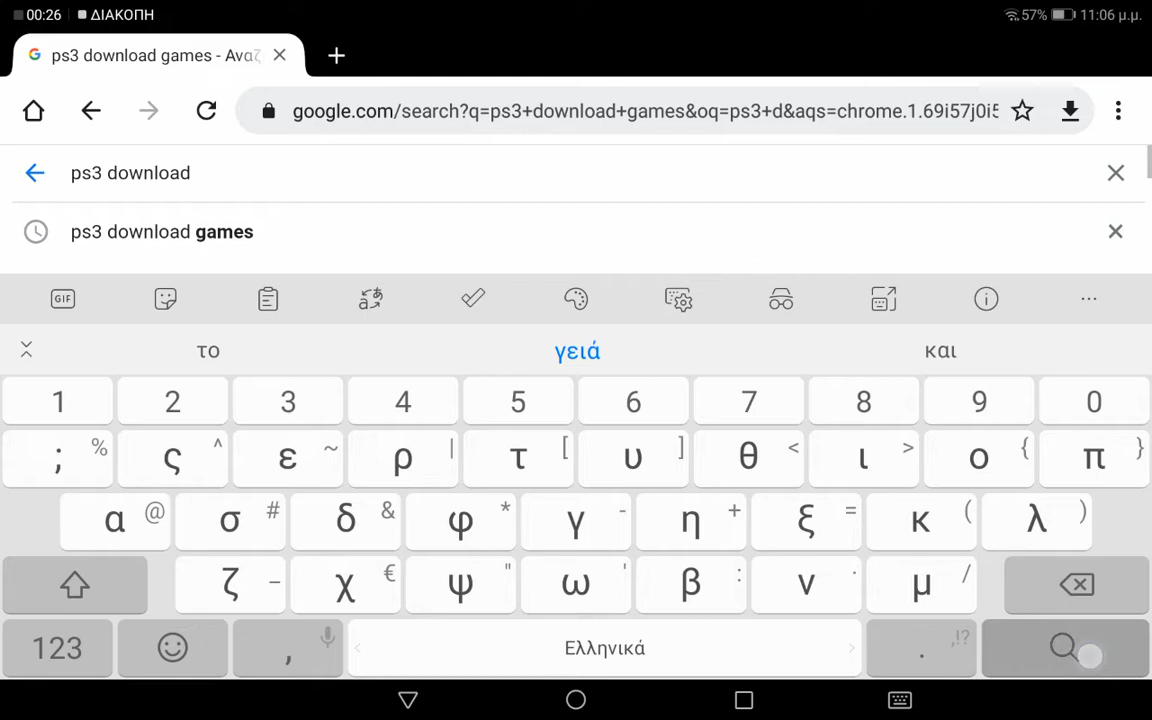 00:26 ΔΙΑΚΟΠΗ 57% 11:06 μ.μ.
ps3 download games - Ανα
google.com/search?q=ps3+download+games&oq=ps3+d&aqs=chrome.1.69i57j0i5
ps3 download
ps3 download games
GIF
το γειά και
1 2 3 4 5 6 7 8 9 0
; % ς ^ ε ~ ρ | τ [ υ ] θ < ι > ο { π }
α @ σ # δ & φ * γ - η + ξ = κ ( λ )
ζ _ χ € ψ " ω ' β : ν · μ /
123 , Ελληνικά . ,!?